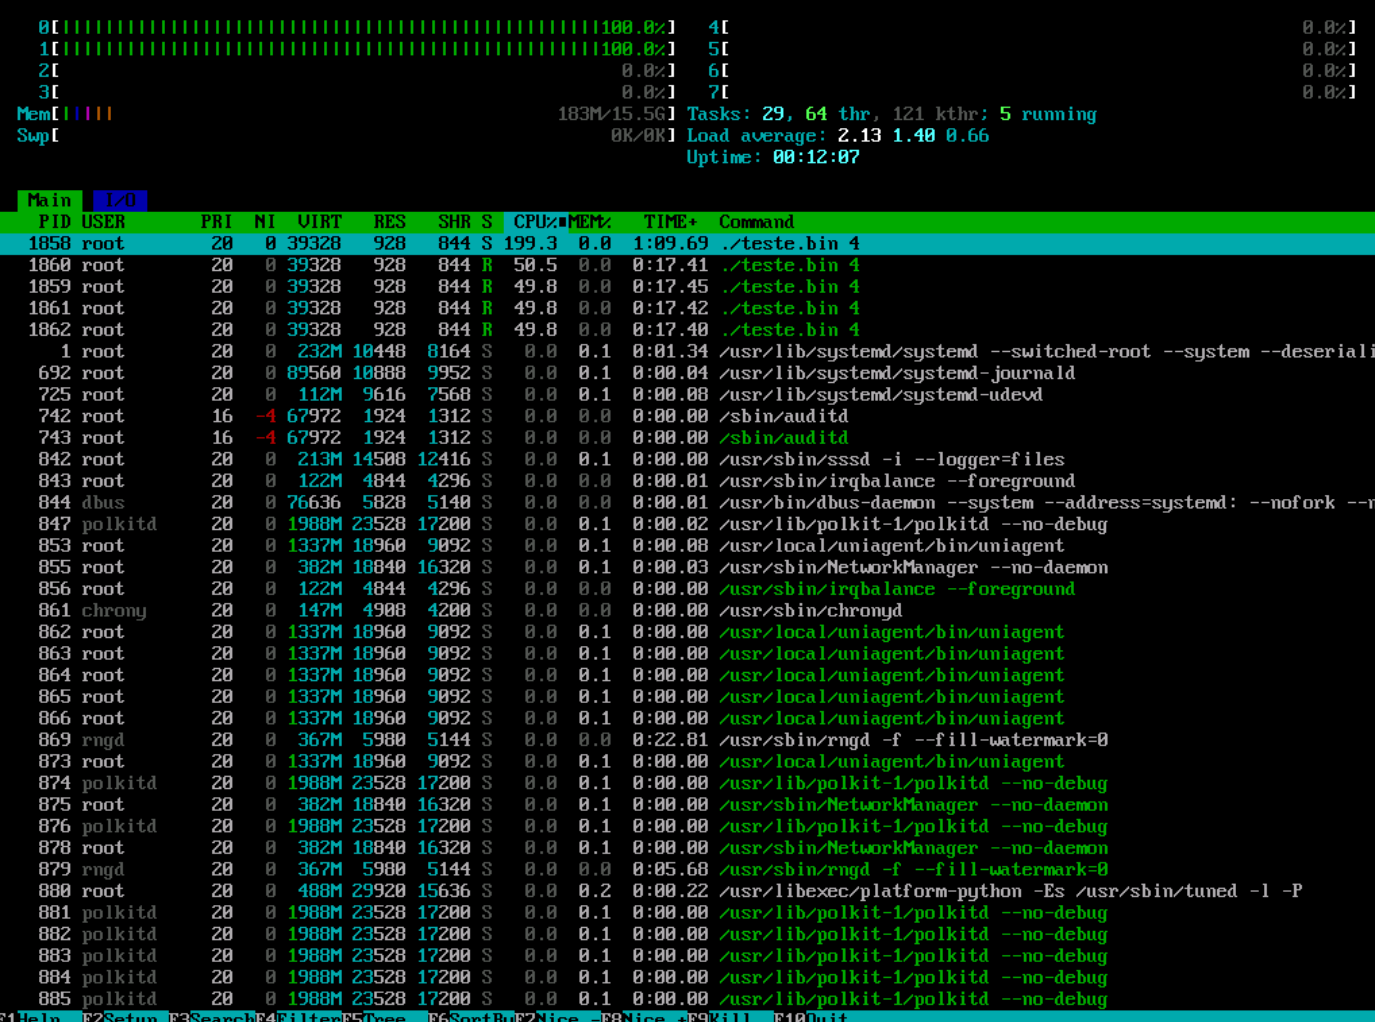 0[||||||||||||||||||||||||||||||||||||||||||||||||||100.0%] 4[ 0.0%]
1[||||||||||||||||||||||||||||||||||||||||||||||||||100.0%] 5[ 0.0%]
2[ 0.0%] 6[ 0.0%]
3[ 0.0%] 7[ 0.0%]
Mem[||||| 183M/15.5G] Tasks: 29, 64 thr, 121 kthr; 5 running
Swp[ 0K/0K] Load average: 2.13 1.40 0.66
Uptime: 00:12:07
Main I/O
PID USER PRI NI VIRT RES SHR S CPU% MEM% TIME+ Command
1858 root 20 0 39328 928 844 S 199.3 0.0 1:09.69 ./teste.bin 4
1860 root 20 0 39328 928 844 R 50.5 0.0 0:17.41 ./teste.bin 4
1859 root 20 0 39328 928 844 R 49.8 0.0 0:17.45 ./teste.bin 4
1861 root 20 0 39328 928 844 R 49.8 0.0 0:17.42 ./teste.bin 4
1862 root 20 0 39328 928 844 R 49.8 0.0 0:17.40 ./teste.bin 4
1 root 20 0 232M 10448 8164 S 0.0 0.1 0:01.34 /usr/lib/systemd/systemd --switched-root --system --deseriali
692 root 20 0 89560 10888 9952 S 0.0 0.1 0:00.04 /usr/lib/systemd/systemd-journald
725 root 20 0 112M 9616 7568 S 0.0 0.1 0:00.08 /usr/lib/systemd/systemd-udevd
742 root 16 -4 67972 1924 1312 S 0.0 0.0 0:00.00 /sbin/auditd
743 root 16 -4 67972 1924 1312 S 0.0 0.0 0:00.00 /sbin/auditd
842 root 20 0 213M 14508 12416 S 0.0 0.1 0:00.00 /usr/sbin/sssd -i --logger=files
843 root 20 0 122M 4844 4296 S 0.0 0.0 0:00.01 /usr/sbin/irqbalance --foreground
844 dbus 20 0 76636 5828 5140 S 0.0 0.0 0:00.01 /usr/bin/dbus-daemon --system --address=systemd: --nofork --n
847 polkitd 20 0 1988M 23528 17200 S 0.0 0.1 0:00.02 /usr/lib/polkit-1/polkitd --no-debug
853 root 20 0 1337M 18960 9092 S 0.0 0.1 0:00.08 /usr/local/uniagent/bin/uniagent
855 root 20 0 382M 18840 16320 S 0.0 0.1 0:00.03 /usr/sbin/NetworkManager --no-daemon
856 root 20 0 122M 4844 4296 S 0.0 0.0 0:00.00 /usr/sbin/irqbalance --foreground
861 chrony 20 0 147M 4908 4200 S 0.0 0.0 0:00.00 /usr/sbin/chronyd
862 root 20 0 1337M 18960 9092 S 0.0 0.1 0:00.00 /usr/local/uniagent/bin/uniagent
863 root 20 0 1337M 18960 9092 S 0.0 0.1 0:00.00 /usr/local/uniagent/bin/uniagent
864 root 20 0 1337M 18960 9092 S 0.0 0.1 0:00.00 /usr/local/uniagent/bin/uniagent
865 root 20 0 1337M 18960 9092 S 0.0 0.1 0:00.00 /usr/local/uniagent/bin/uniagent
866 root 20 0 1337M 18960 9092 S 0.0 0.1 0:00.00 /usr/local/uniagent/bin/uniagent
869 rngd 20 0 367M 5980 5144 S 0.0 0.0 0:22.81 /usr/sbin/rngd -f --fill-watermark=0
873 root 20 0 1337M 18960 9092 S 0.0 0.1 0:00.00 /usr/local/uniagent/bin/uniagent
874 polkitd 20 0 1988M 23528 17200 S 0.0 0.1 0:00.00 /usr/lib/polkit-1/polkitd --no-debug
875 root 20 0 382M 18840 16320 S 0.0 0.1 0:00.00 /usr/sbin/NetworkManager --no-daemon
876 polkitd 20 0 1988M 23528 17200 S 0.0 0.1 0:00.00 /usr/lib/polkit-1/polkitd --no-debug
878 root 20 0 382M 18840 16320 S 0.0 0.1 0:00.00 /usr/sbin/NetworkManager --no-daemon
879 rngd 20 0 367M 5980 5144 S 0.0 0.0 0:05.68 /usr/sbin/rngd -f --fill-watermark=0
880 root 20 0 488M 29920 15636 S 0.0 0.2 0:00.22 /usr/libexec/platform-python -Es /usr/sbin/tuned -l -P
881 polkitd 20 0 1988M 23528 17200 S 0.0 0.1 0:00.00 /usr/lib/polkit-1/polkitd --no-debug
882 polkitd 20 0 1988M 23528 17200 S 0.0 0.1 0:00.00 /usr/lib/polkit-1/polkitd --no-debug
883 polkitd 20 0 1988M 23528 17200 S 0.0 0.1 0:00.00 /usr/lib/polkit-1/polkitd --no-debug
884 polkitd 20 0 1988M 23528 17200 S 0.0 0.1 0:00.00 /usr/lib/polkit-1/polkitd --no-debug
885 polkitd 20 0 1988M 23528 17200 S 0.0 0.1 0:00.00 /usr/lib/polkit-1/polkitd --no-debug
F1Help F2Setup F3SearchF4FilterF5Tree F6SortByF7Nice -F8Nice +F9Kill F10Quit